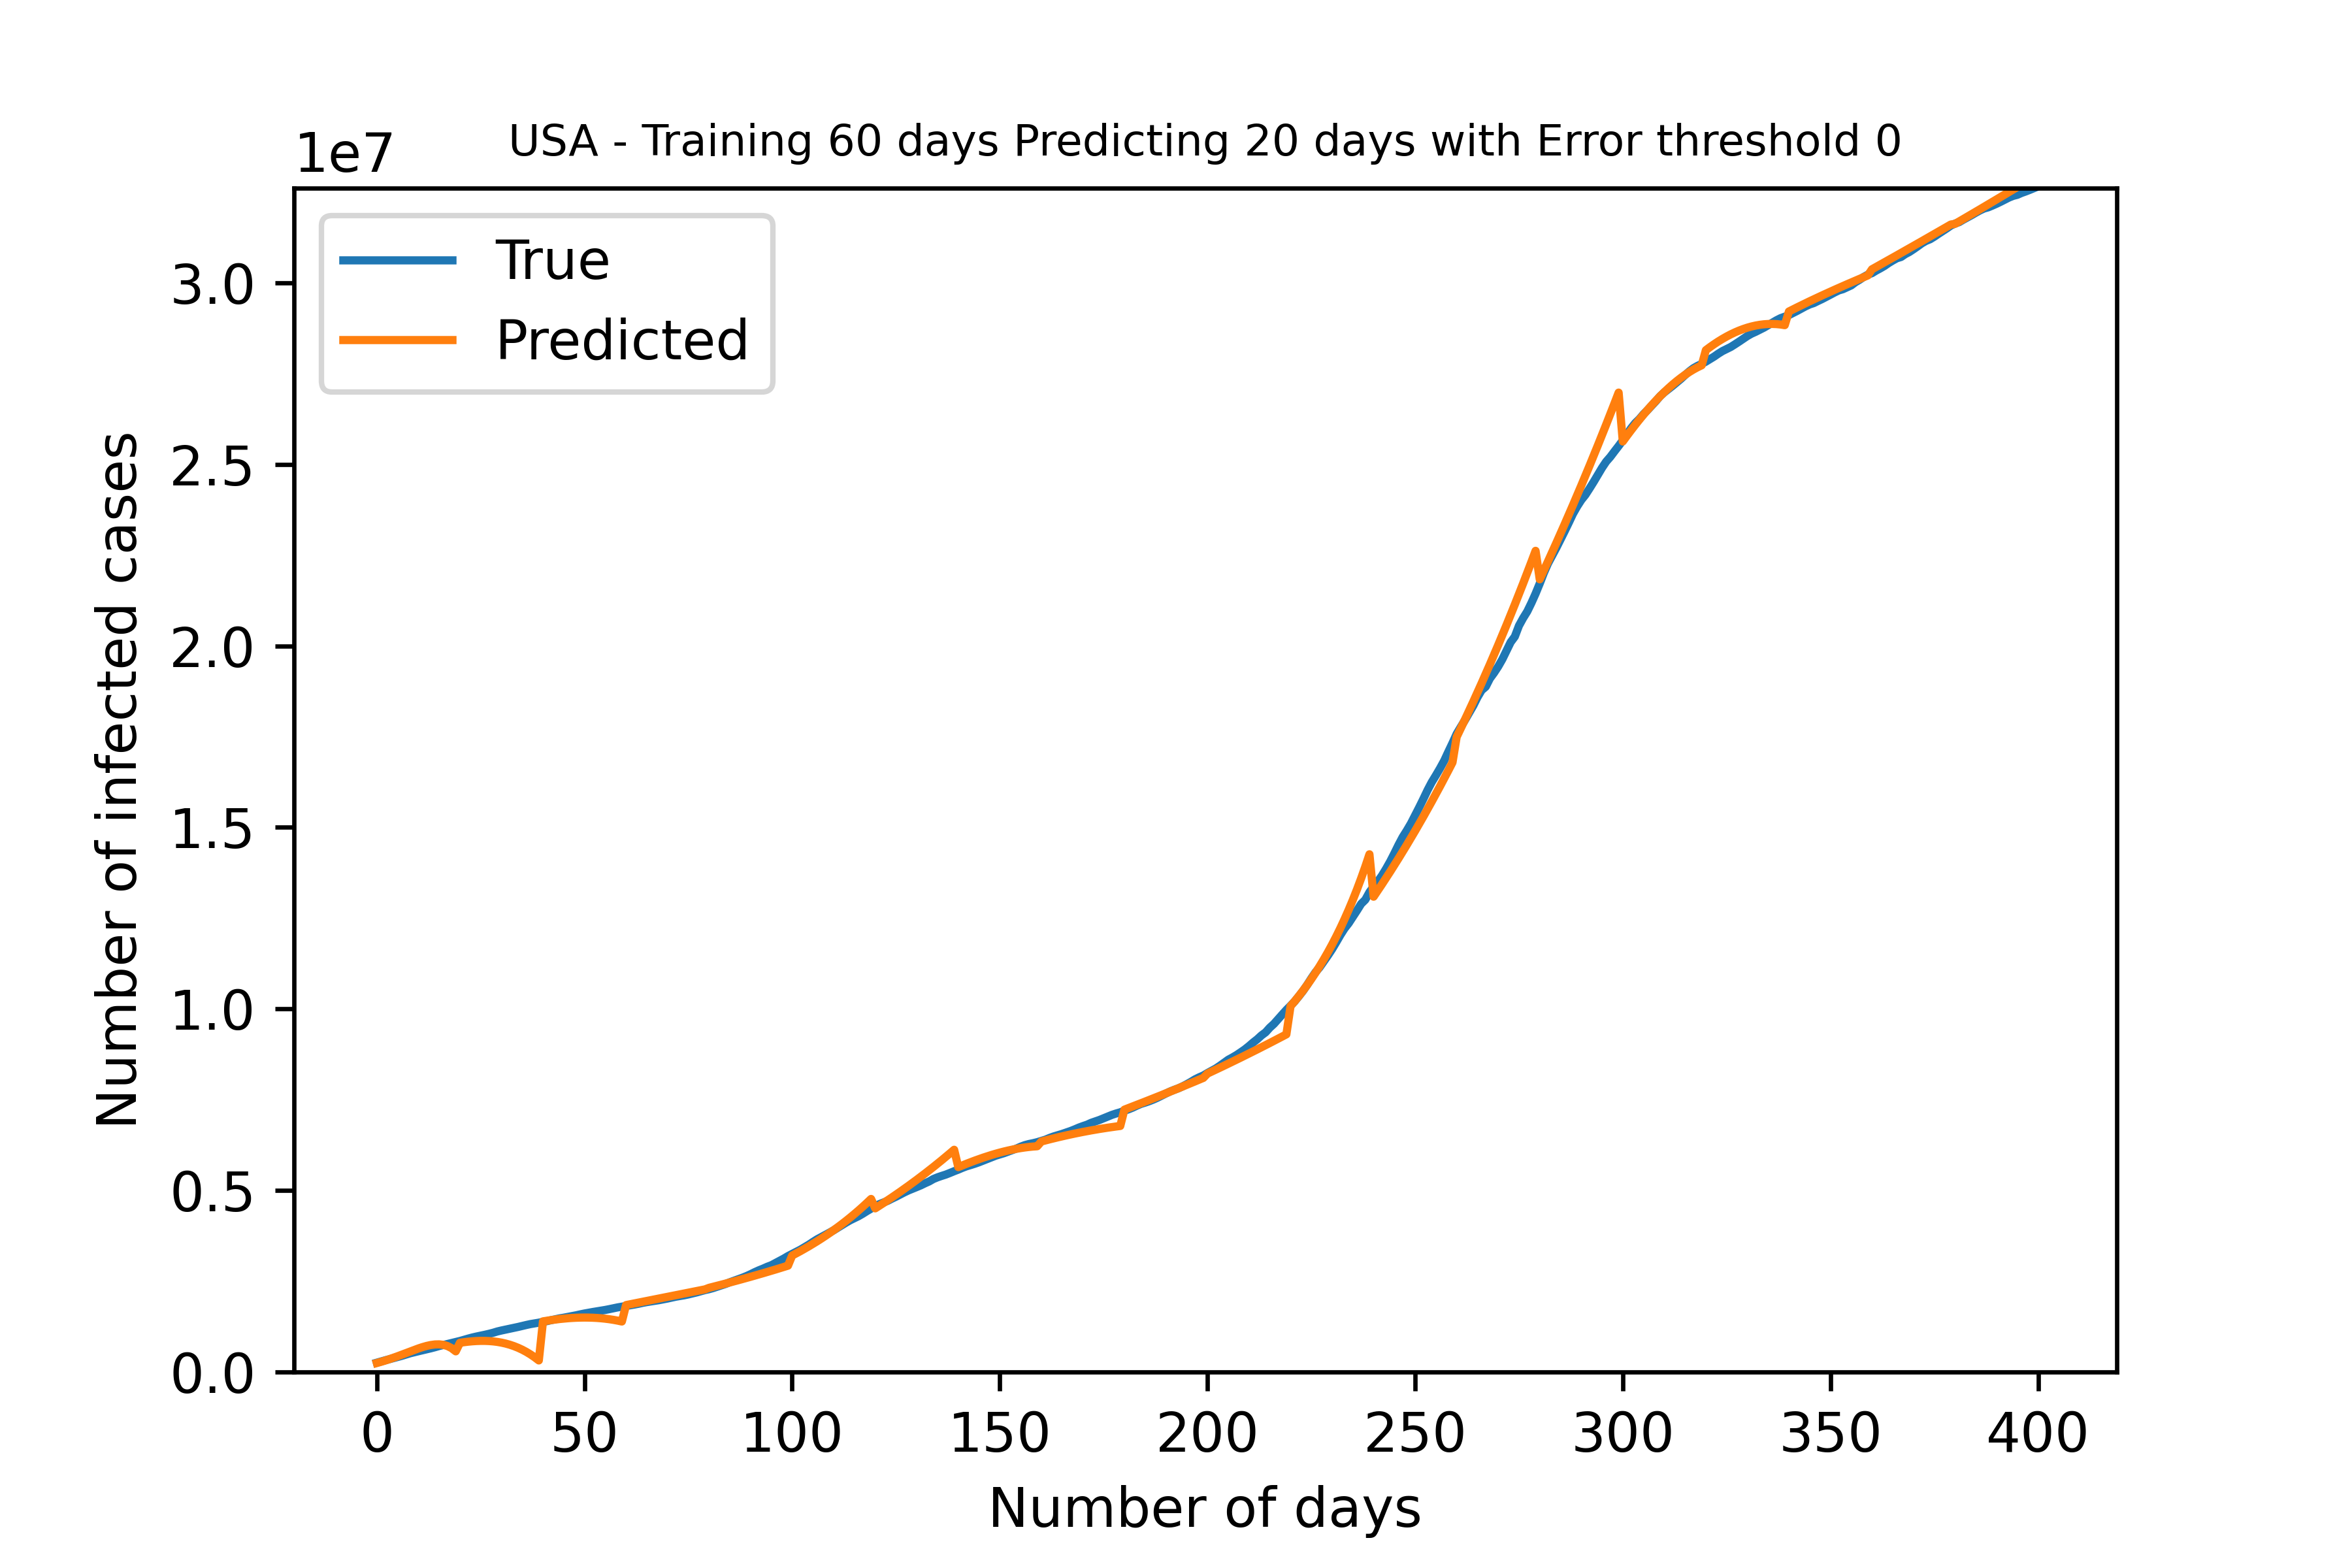 USA - Training 60 days Predicting 20 days with Error threshold 0
1e7
True
Predicted
3.0
2.5
2.0
1.5
1.0
0.5
0.0
Number of infected cases
0 50 100 150 200 250 300 350 400
Number of days